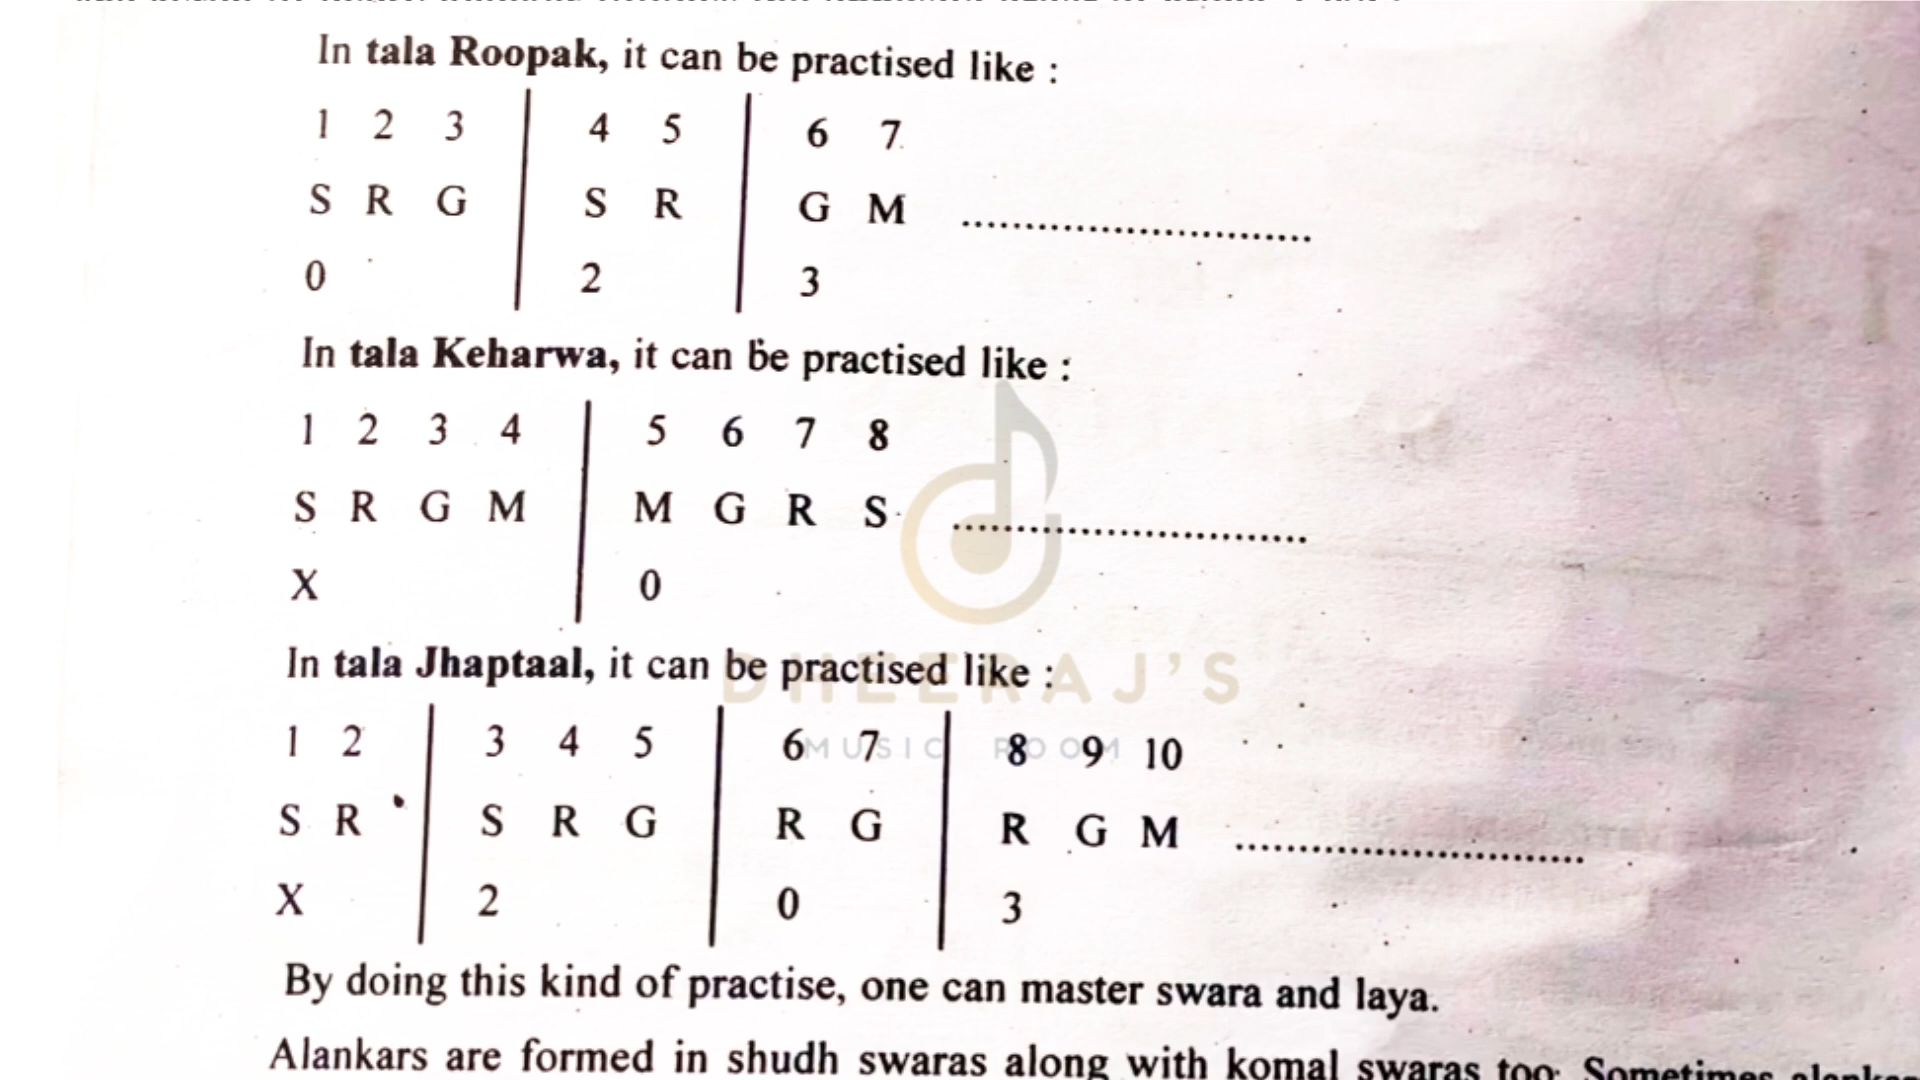 In tala Roopak, it can be practised like :
1 2 3 4 5 6 7
S R G S R G M ..............................
0 2 3
In tala Keharwa, it can be practised like :
1 2 3 4 5 6 7 8
S R G M M G R S ..............................
X 0
In tala Jhaptaal, it can be practised like :
DHEERAJ'S
1 2 3 4 5 6 7 8 9 10
MUSIC ROOM
S R S R G R G R G M ..............................
X 2 0 3
By doing this kind of practise, one can master swara and laya.
Alankars are formed in shudh swaras along with komal swaras too. Sometimes